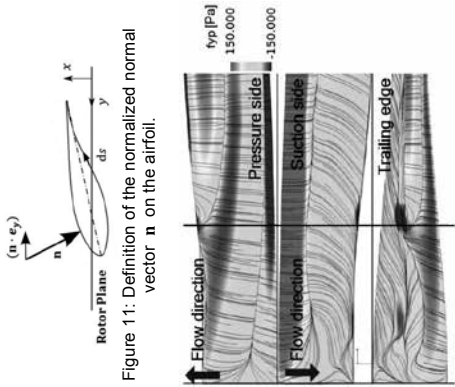 (n · e_y)
n
ds
x
y
Rotor Plane
Figure 11: Definition of the normalized normal
vector n on the airfoil.
fyp [Pa]
150.000
-150.000
Flow direction
Pressure side
Flow direction
Suction side
Trailing edge